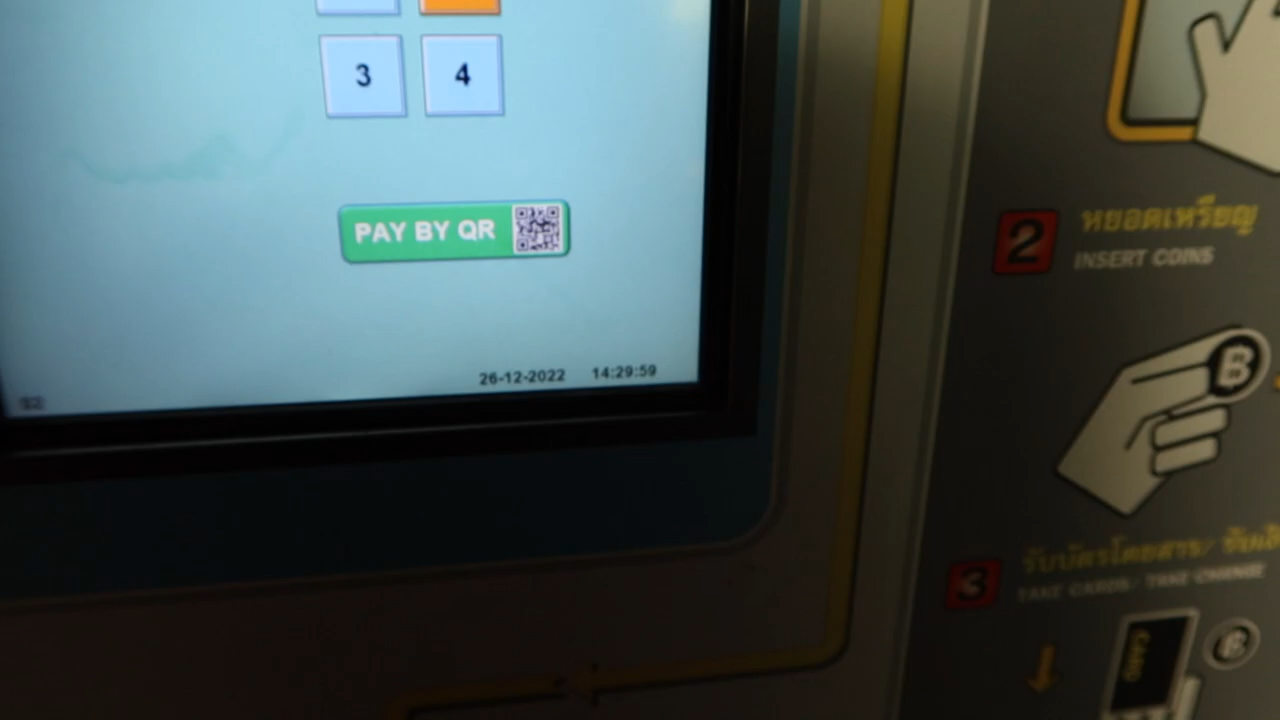 3 4
PAY BY QR
26-12-2022 14:29:59
2 หยอดเหรียญ
INSERT COINS
B
3 รับบัตรโดยสาร/
TAKE CARDS/ TAKE CHANGE
CARD
B